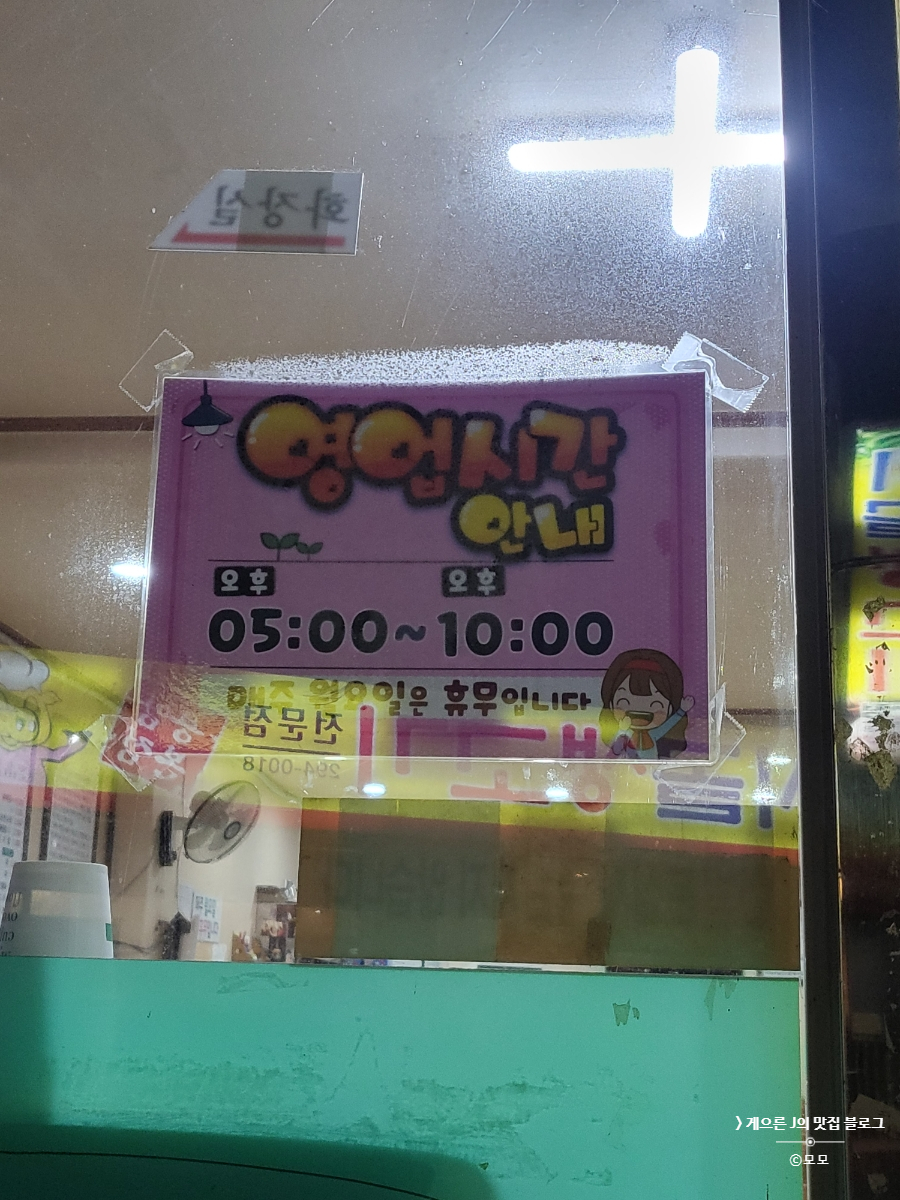 화장실
영업시간
안내
오후 오후
05:00~10:00
매주 월요일은 휴무입니다
전문점
294-0018
게으른 J의 맛집 블로그
©모모